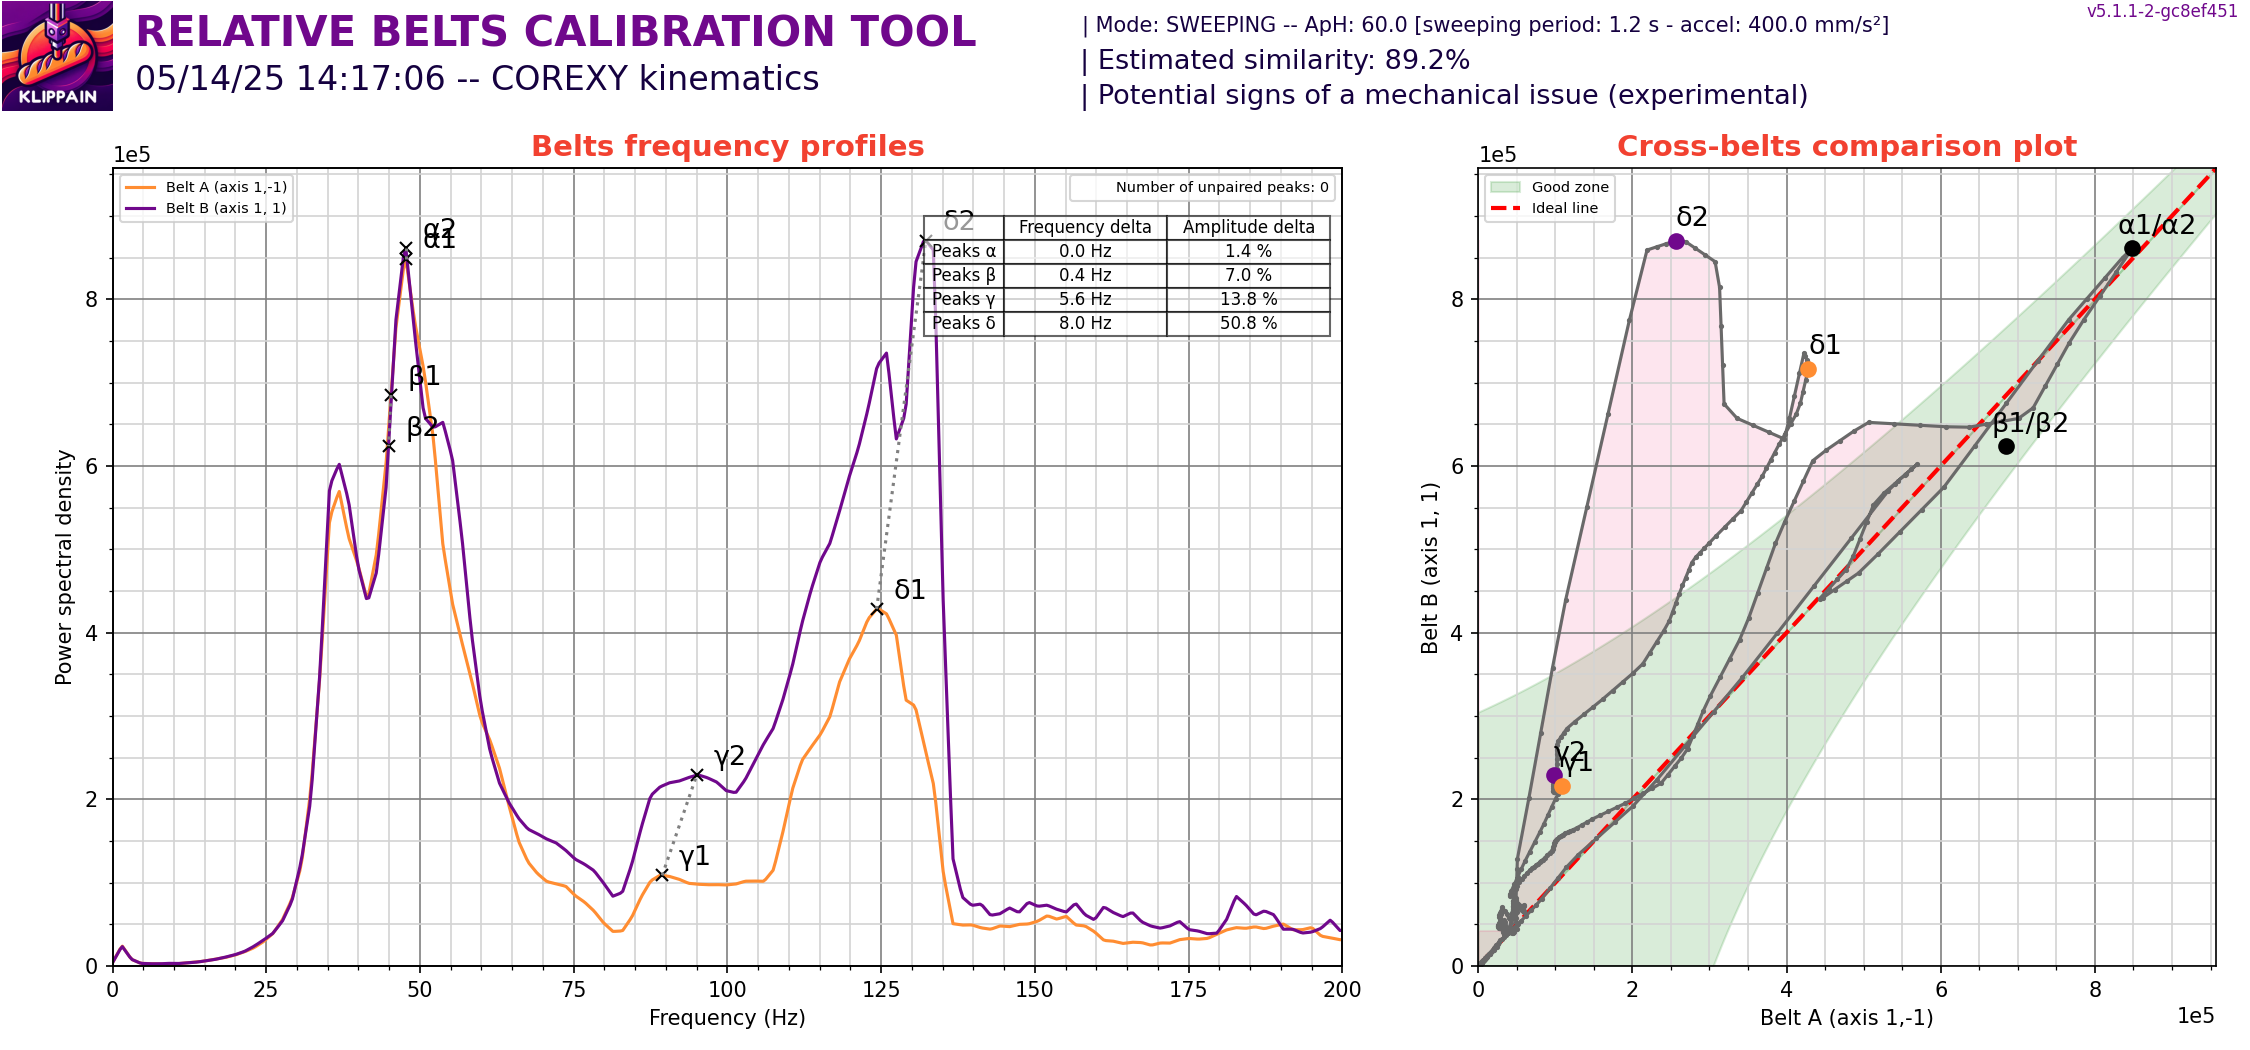 KLIPPAIN
RELATIVE BELTS CALIBRATION TOOL
05/14/25 14:17:06 -- COREXY kinematics
| Mode: SWEEPING -- ApH: 60.0 [sweeping period: 1.2 s - accel: 400.0 mm/s²]
| Estimated similarity: 89.2%
| Potential signs of a mechanical issue (experimental)
v5.1.1-2-gc8ef451
Belts frequency profiles
1e5
Belt A (axis 1,-1)
Belt B (axis 1, 1)
Number of unpaired peaks: 0
Frequency delta Amplitude delta
Peaks α 0.0 Hz 1.4 %
Peaks β 0.4 Hz 7.0 %
Peaks γ 5.6 Hz 13.8 %
Peaks δ 8.0 Hz 50.8 %
α2
α1
β1
β2
γ2
γ1
δ2
δ1
Power spectral density
8
6
4
2
0
0 25 50 75 100 125 150 175 200
Frequency (Hz)
Cross-belts comparison plot
1e5
Good zone
Ideal line
δ2
α1/α2
δ1
β1/β2
γ2
γ1
Belt B (axis 1, 1)
8
6
4
2
0
0 2 4 6 8
Belt A (axis 1,-1)
1e5